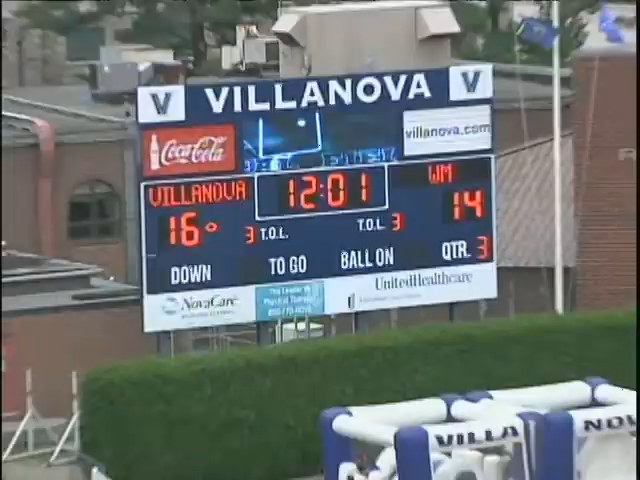 V VILLANOVA V
Coca-Cola
villanova.com
VILLANOVA 12:01 WM
16 3 T.O.L. T.O.L. 3 14
DOWN TO GO BALL ON QTR. 3
NovaCare
UnitedHealthcare
VILLA NOV